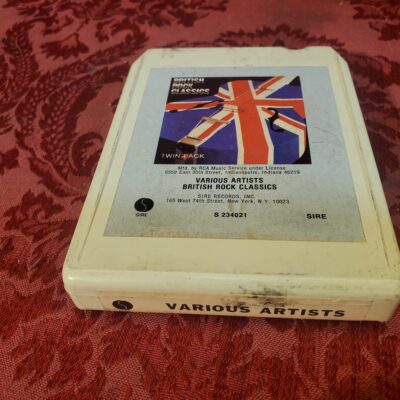 BRITISH
ROCK
CLASSICS
TWIN-PACK
Mfd. by RCA Music Service under License
6550 East 30th Street, Indianapolis, Indiana 46219
VARIOUS ARTISTS
BRITISH ROCK CLASSICS
SIRE RECORDS, INC.
165 West 74th Street, New York, N.Y. 10023
SIRE
S 234021
SIRE
VARIOUS ARTISTS